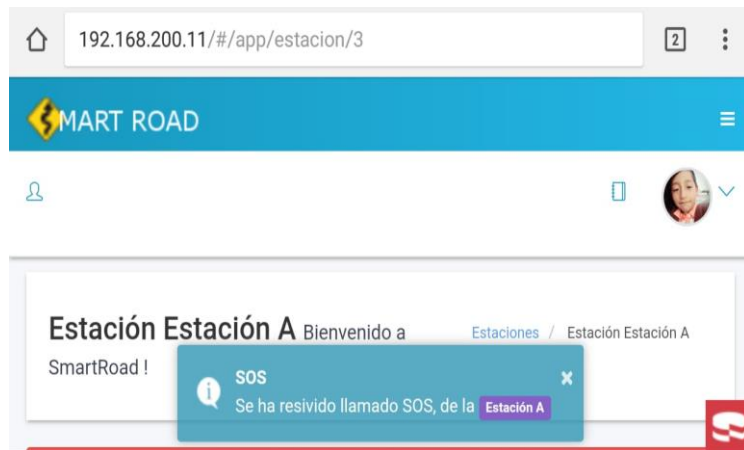 192.168.200.11/#/app/estacion/3
2
MART ROAD
Estación Estación A Bienvenido a
SmartRoad !
Estaciones / Estación Estación A
SOS
Se ha resivido llamado SOS, de la Estación A